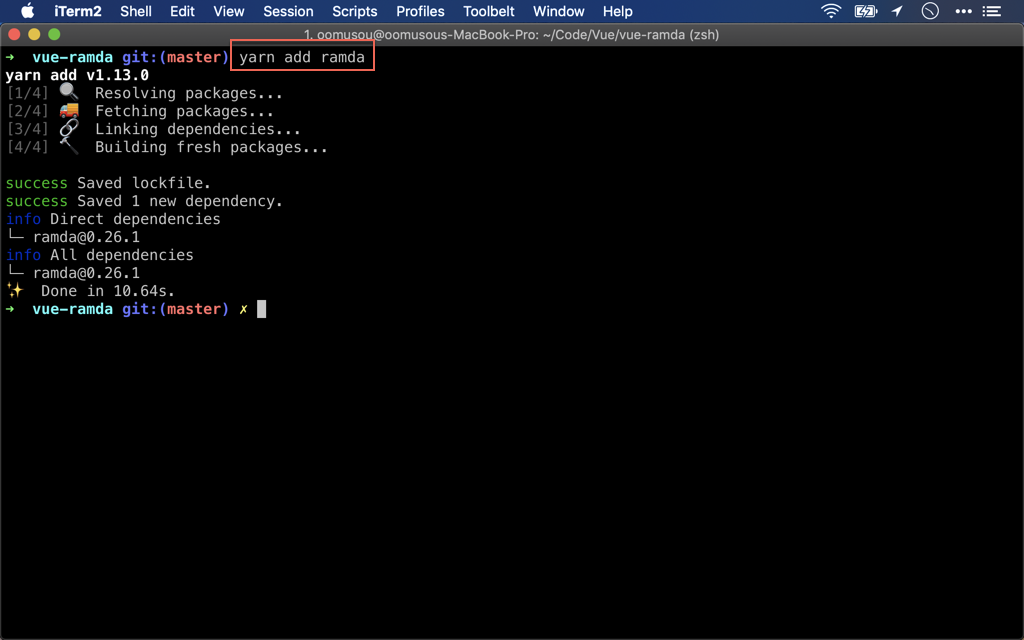 iTerm2 Shell Edit View Session Scripts Profiles Toolbelt Window Help
1. oomusou@oomusous-MacBook-Pro: ~/Code/Vue/vue-ramda (zsh)
➜ vue-ramda git:(master) yarn add ramda
yarn add v1.13.0
[1/4] 🔍 Resolving packages...
[2/4] 🚚 Fetching packages...
[3/4] 🔗 Linking dependencies...
[4/4] 🔨 Building fresh packages...
success Saved lockfile.
success Saved 1 new dependency.
info Direct dependencies
└─ ramda@0.26.1
info All dependencies
└─ ramda@0.26.1
✨ Done in 10.64s.
➜ vue-ramda git:(master) ✗